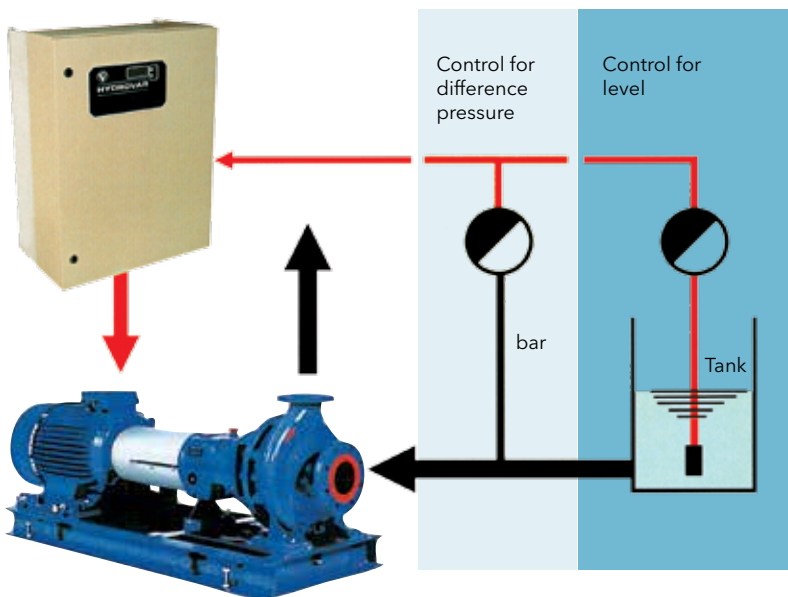 HYDROVAR
Control for
difference
pressure
Control for
level
bar
Tank